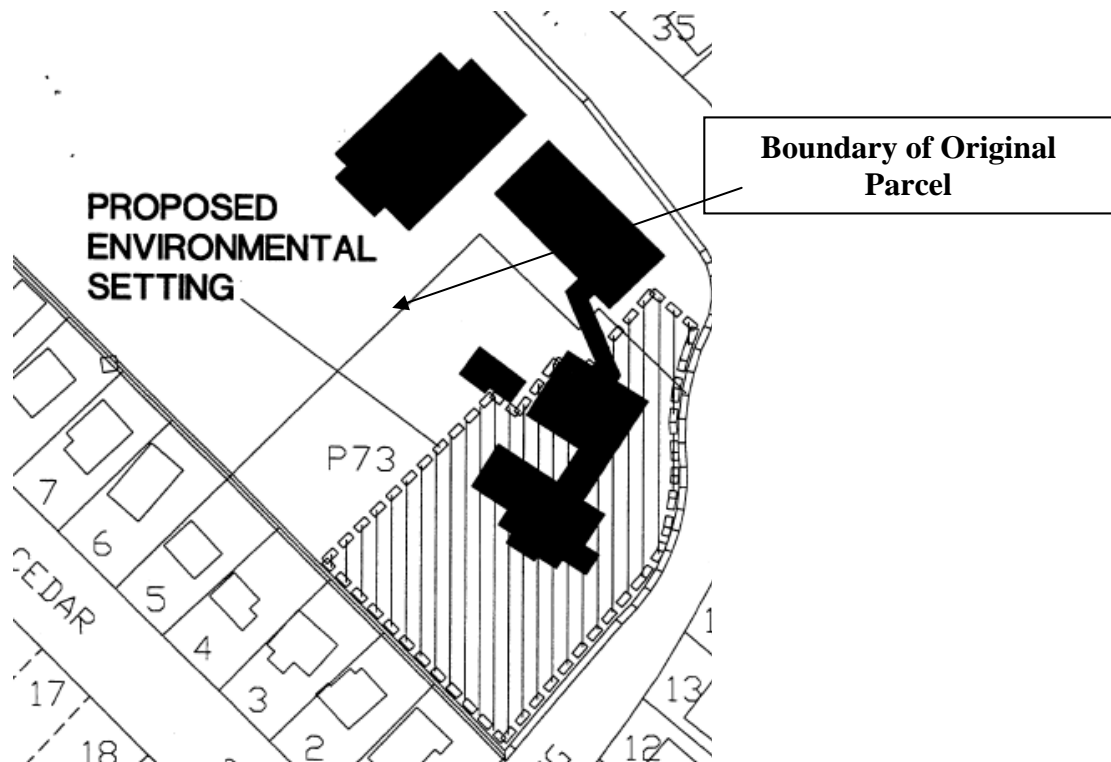 35
Boundary of Original
Parcel
PROPOSED
ENVIRONMENTAL
SETTING
P73
7
6
5
4
3
2
CEDAR
17
18
13
12